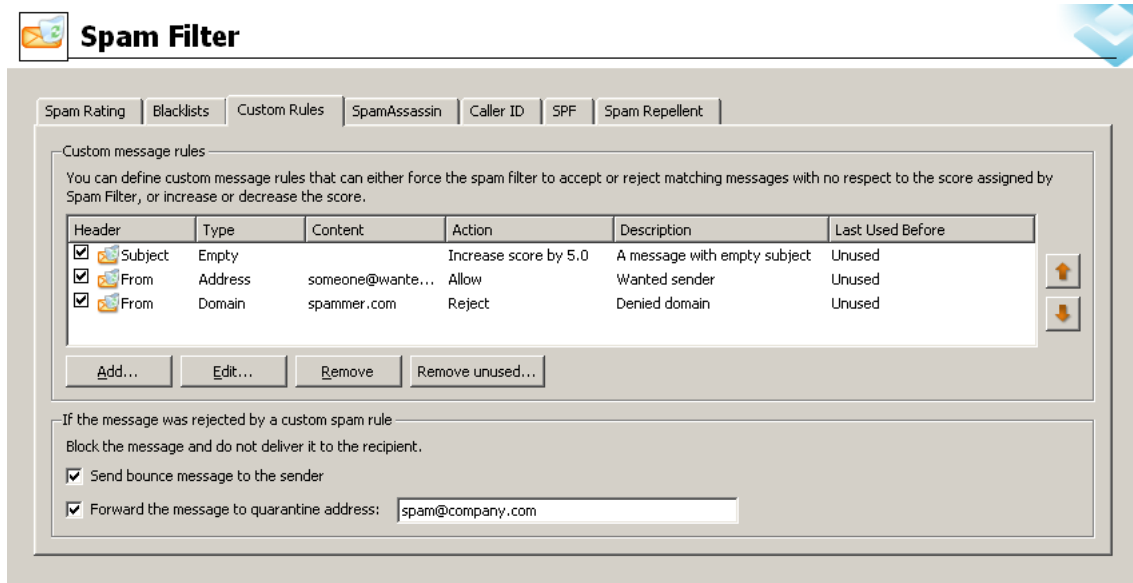 Spam Filter
Spam Rating Blacklists Custom Rules SpamAssassin Caller ID SPF Spam Repellent
Custom message rules
You can define custom message rules that can either force the spam filter to accept or reject matching messages with no respect to the score assigned by
Spam Filter, or increase or decrease the score.
Header Type Content Action Description Last Used Before
Subject Empty Increase score by 5.0 A message with empty subject Unused
From Address someone@wante... Allow Wanted sender Unused
From Domain spammer.com Reject Denied domain Unused
Add... Edit... Remove Remove unused...
If the message was rejected by a custom spam rule
Block the message and do not deliver it to the recipient.
Send bounce message to the sender
Forward the message to quarantine address: spam@company.com